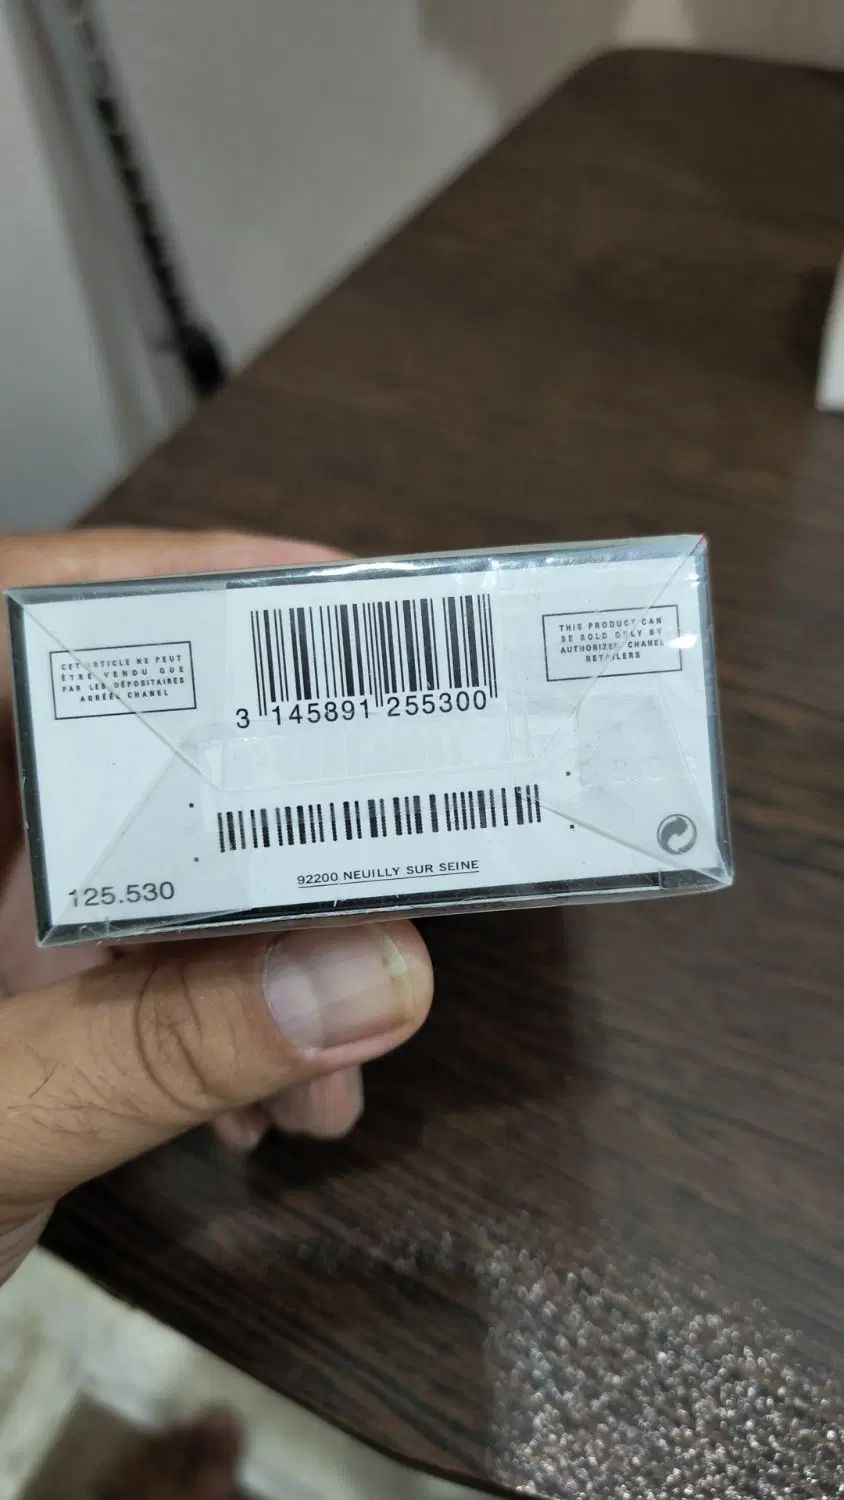 CET ARTICLE NE PEUT
ÊTRE VENDU QUE
PAR LES DÉPOSITAIRES
AGRÉÉS CHANEL
3 145891 255300
THIS PRODUCT CAN
BE SOLD ONLY BY
AUTHORIZED CHANEL
RETAILERS
125.530
92200 NEUILLY SUR SEINE